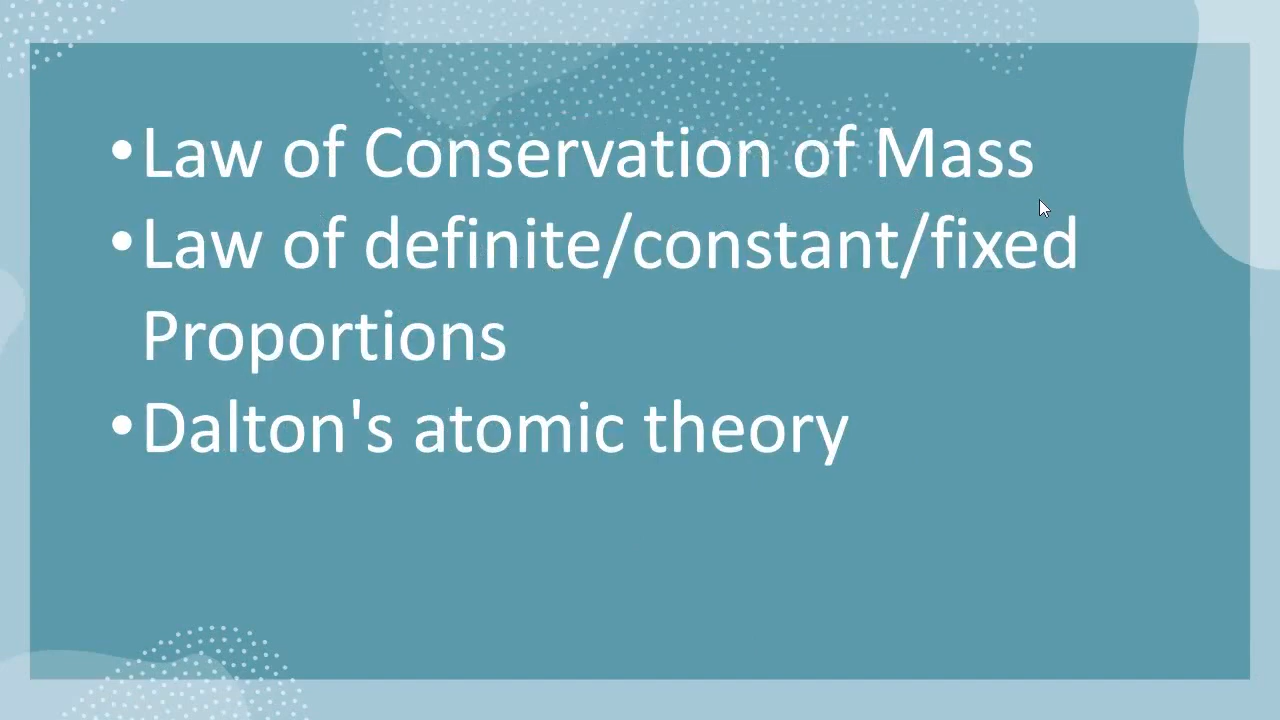 •Law of Conservation of Mass
•Law of definite/constant/fixed
Proportions
•Dalton's atomic theory